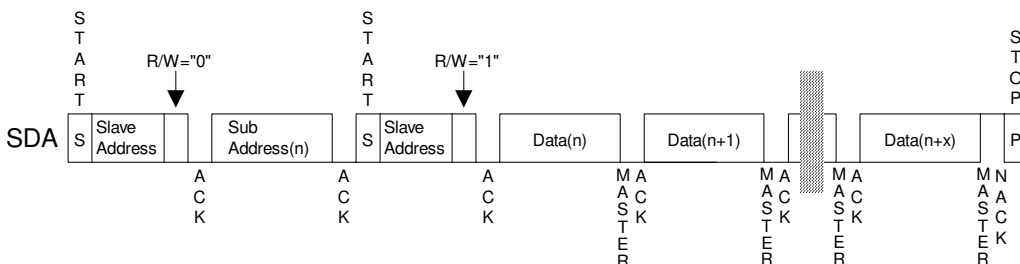 START
START
STOP
R/W="0"
R/W="1"
SDA
S
Slave Address
Sub Address(n)
S
Slave Address
Data(n)
Data(n+1)
Data(n+x)
P
ACK
ACK
ACK
MASTER ACK
MASTER ACK
MASTER ACK
MASTER NACK